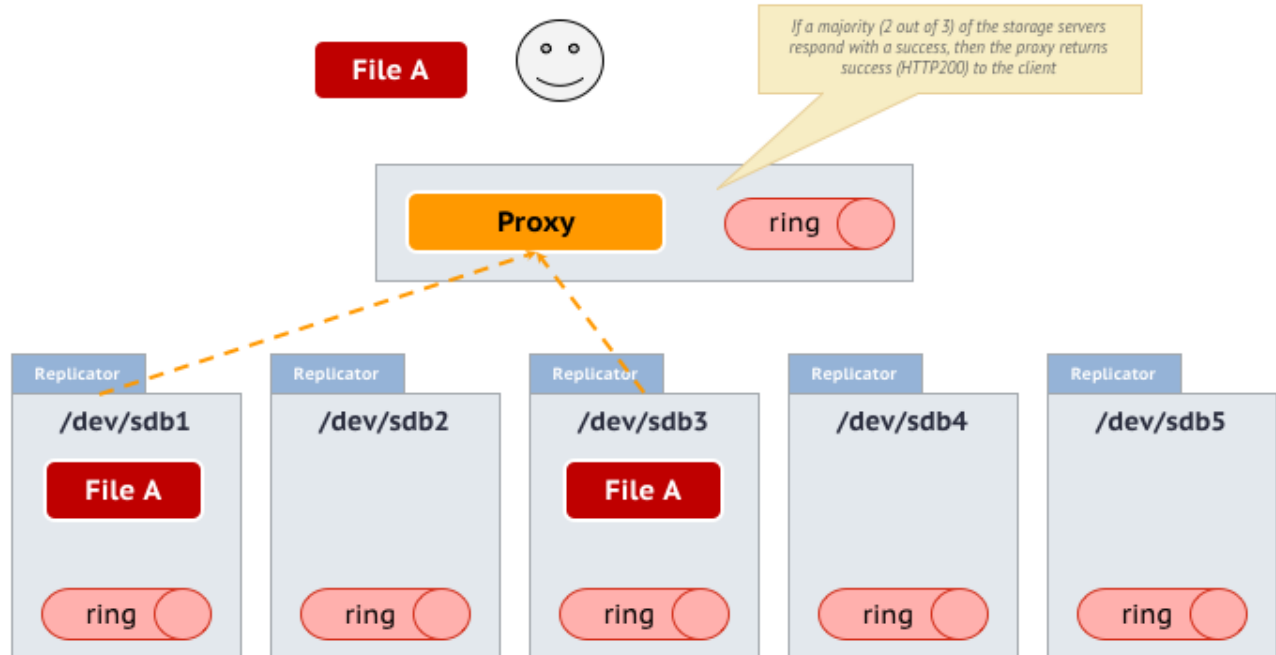 If a majority (2 out of 3) of the storage servers
respond with a success, then the proxy returns
success (HTTP200) to the client
File A
Proxy
ring
Replicator
Replicator
Replicator
Replicator
Replicator
/dev/sdb1
/dev/sdb2
/dev/sdb3
/dev/sdb4
/dev/sdb5
File A
File A
ring
ring
ring
ring
ring